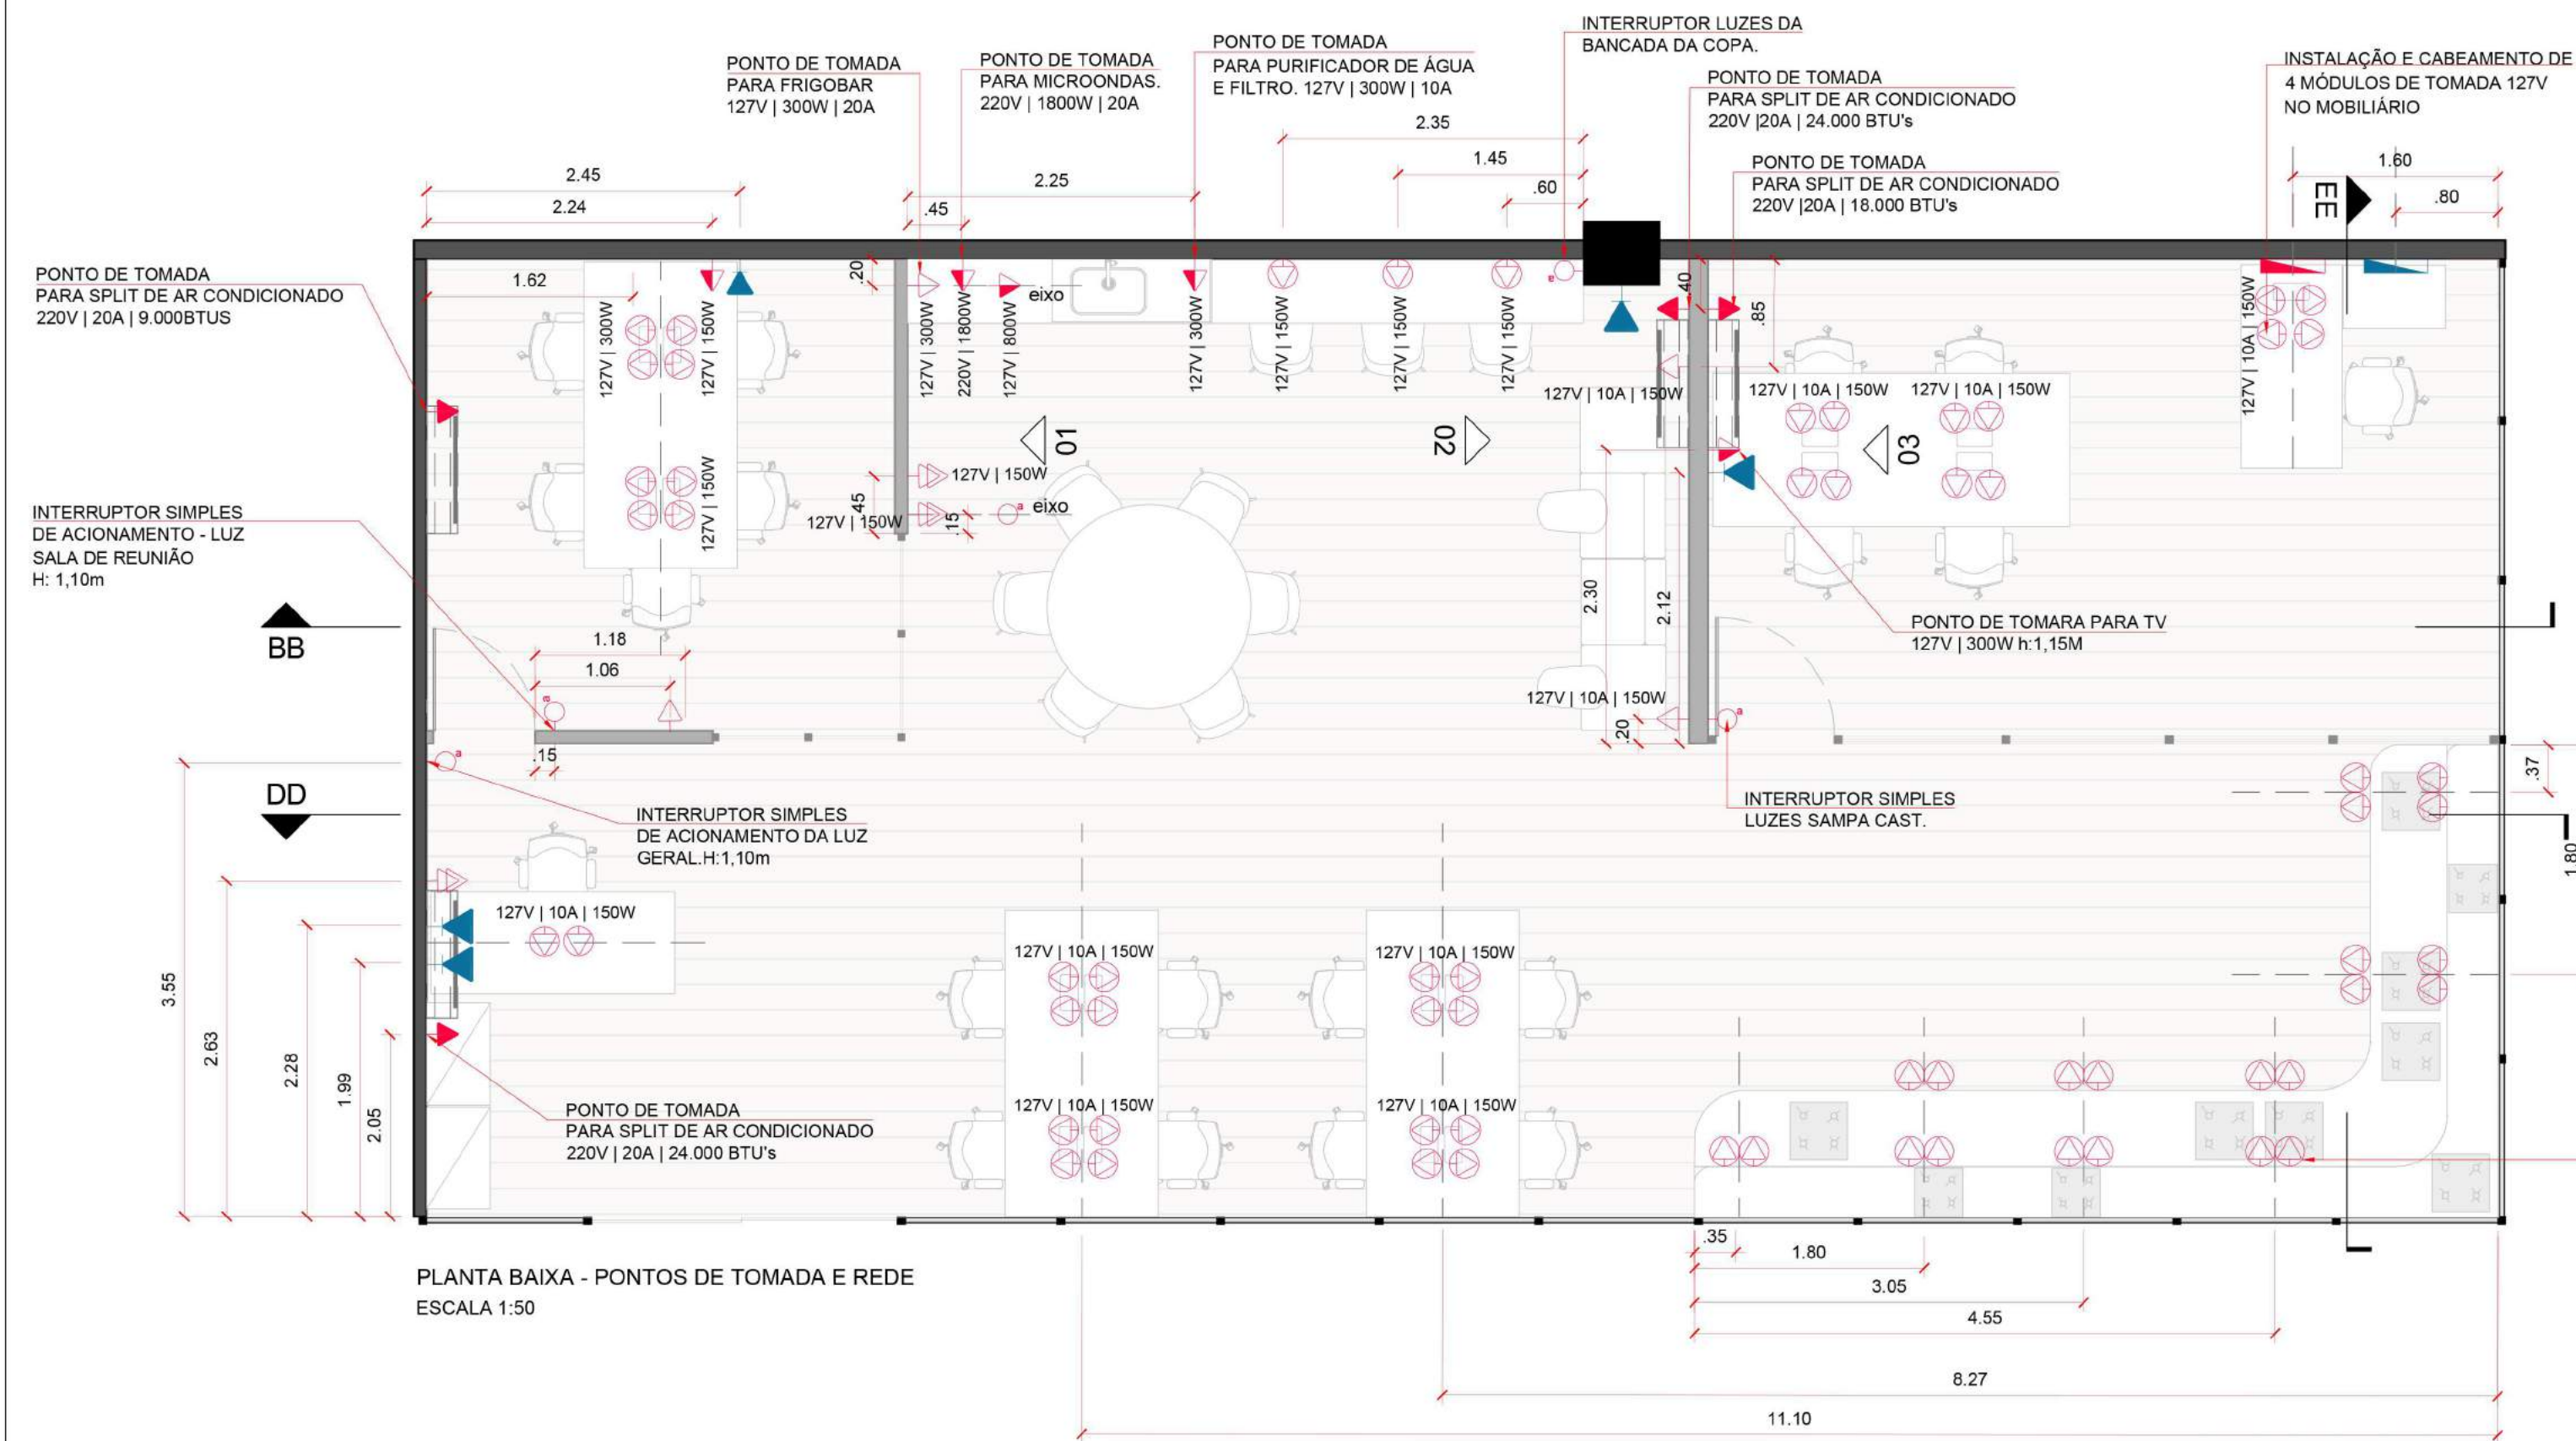 INTERRUPTOR LUZES DA
BANCADA DA COPA.
PONTO DE TOMADA
PARA FRIGOBAR
127V | 300W | 20A
PONTO DE TOMADA
PARA MICROONDAS.
220V | 1800W | 20A
PONTO DE TOMADA
PARA PURIFICADOR DE ÁGUA
E FILTRO. 127V | 300W | 10A
PONTO DE TOMADA
PARA SPLIT DE AR CONDICIONADO
220V |20A | 24.000 BTU's
INSTALAÇÃO E CABEAMENTO DE
4 MÓDULOS DE TOMADA 127V
NO MOBILIÁRIO
PONTO DE TOMADA
PARA SPLIT DE AR CONDICIONADO
220V |20A | 18.000 BTU's
2.35
1.45
.60
1.60
.80
EE
2.45
2.24
2.25
.45
PONTO DE TOMADA
PARA SPLIT DE AR CONDICIONADO
220V | 20A | 9.000BTUS
1.62
.20
eixo
a
.40
.85
127V | 300W
127V | 150W
127V | 300W
220V | 1800W
127V | 800W
127V | 300W
127V | 150W
127V | 150W
127V | 150W
127V | 10A | 150W
127V | 10A | 150W
127V | 10A | 150W
127V | 10A | 150W
01
02
03
127V | 150W
127V | 150W
.45
127V | 150W
a
eixo
.15
INTERRUPTOR SIMPLES
DE ACIONAMENTO - LUZ
SALA DE REUNIÃO
H: 1,10m
BB
1.18
1.06
a
.15
2.30
2.12
PONTO DE TOMARA PARA TV
127V | 300W h:1,15M
127V | 10A | 150W
.20
a
a
DD
INTERRUPTOR SIMPLES
DE ACIONAMENTO DA LUZ
GERAL.H:1,10m
INTERRUPTOR SIMPLES
LUZES SAMPA CAST.
.37
1.80
127V | 10A | 150W
127V | 10A | 150W
127V | 10A | 150W
3.55
2.63
2.28
1.99
2.05
PONTO DE TOMADA
PARA SPLIT DE AR CONDICIONADO
220V | 20A | 24.000 BTU's
127V | 10A | 150W
127V | 10A | 150W
.35
1.80
3.05
4.55
8.27
11.10
PLANTA BAIXA - PONTOS DE TOMADA E REDE
ESCALA 1:50